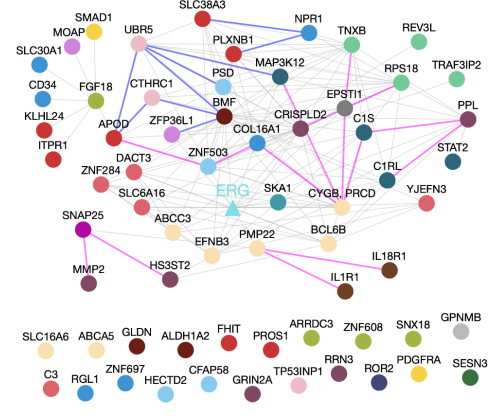 SLC38A3
SMAD1
MOAP
UBR5
NPR1
TNXB
REV3L
SLC30A1
PLXNB1
MAP3K12
RPS18
TRAF3IP2
CD34
FGF18
CTHRC1
PSD
EPSTI1
KLHL24
BMF
CRISPLD2
C1S
PPL
APOD
ZFP36L1
COL16A1
ITPR1
STAT2
DACT3
ZNF503
C1RL
ZNF284
ERG
SKA1
YJEFN3
SLC6A16
CYGB, PRCD
SNAP25
ABCC3
BCL6B
EFNB3
PMP22
IL18R1
MMP2
HS3ST2
IL1R1
SLC16A6
ABCA5
GLDN
ALDH1A2
FHIT
PROS1
ARRDC3
ZNF608
SNX18
GPNMB
C3
RGL1
ZNF697
HECTD2
CFAP58
GRIN2A
TP53INP1
RRN3
ROR2
PDGFRA
SESN3